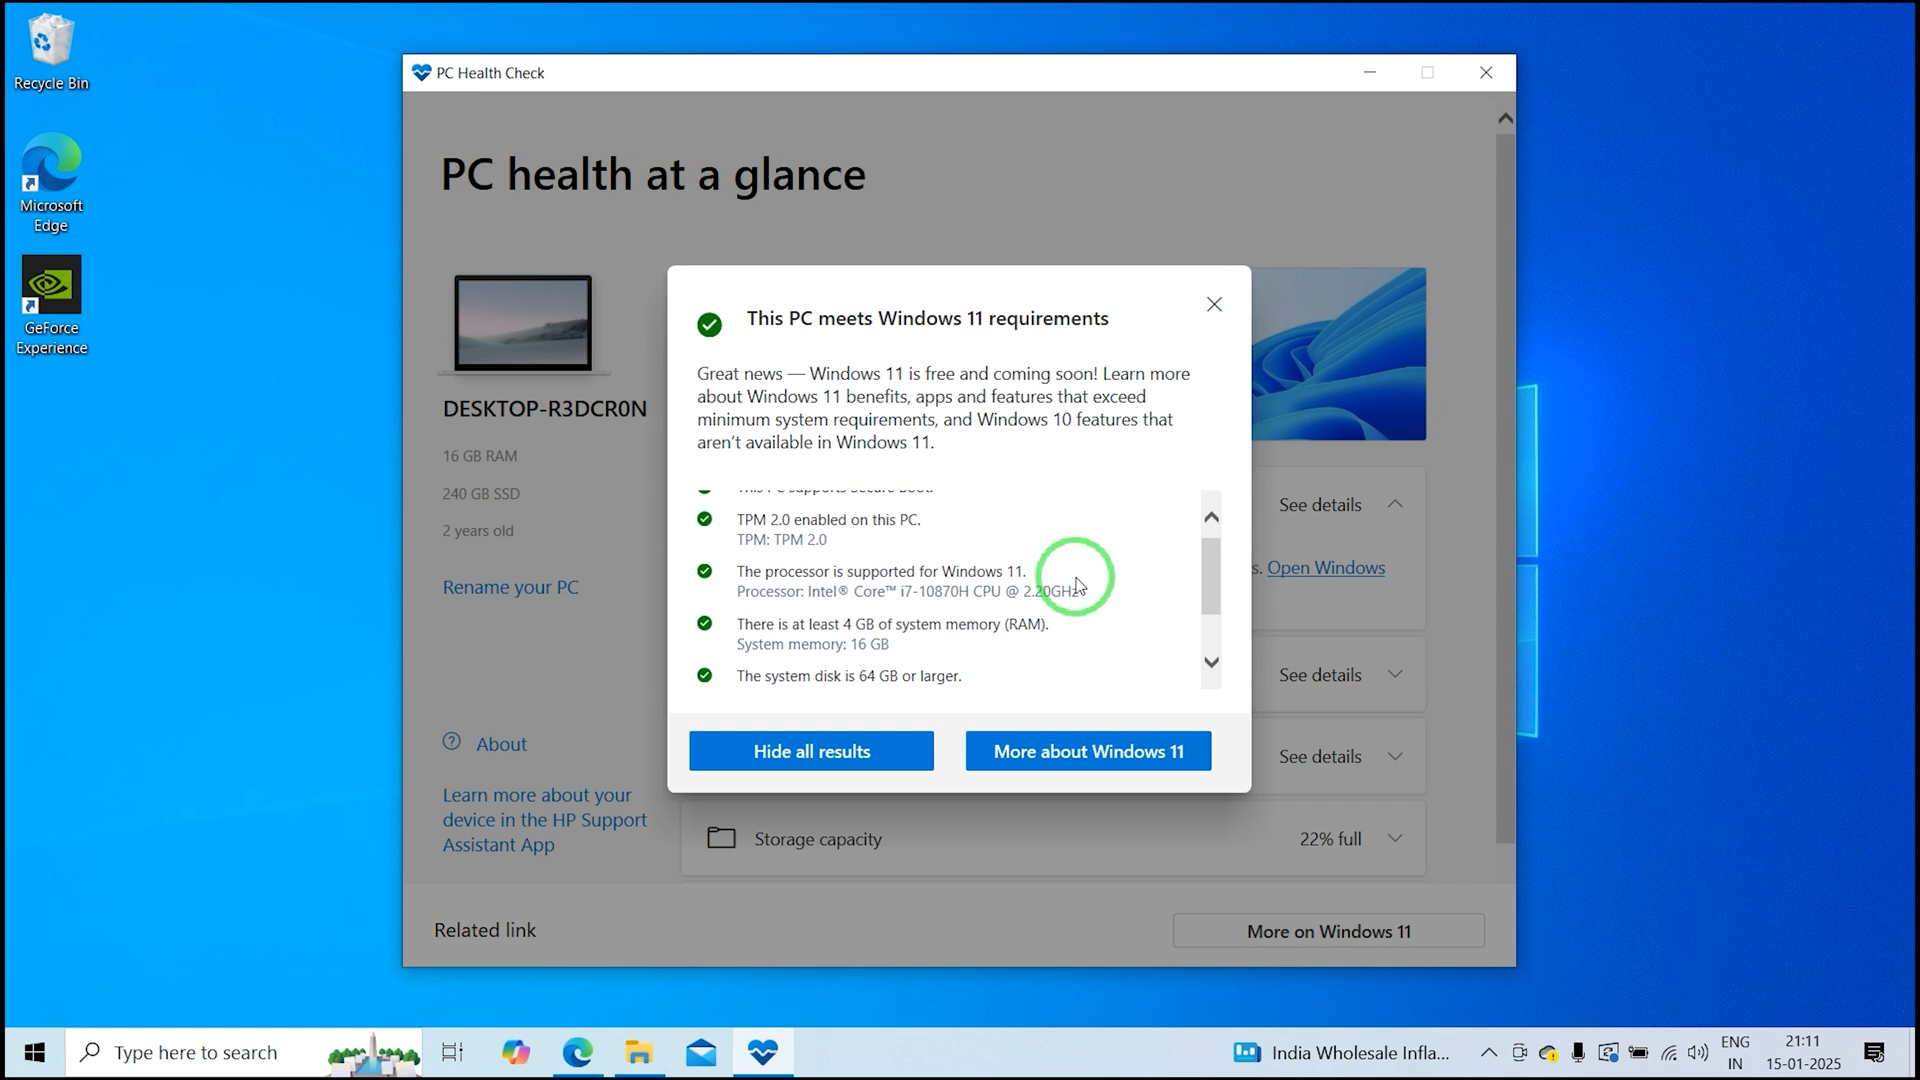 Recycle Bin
Microsoft
Edge
GeForce
Experience
PC Health Check
PC health at a glance
DESKTOP-R3DCR0N
16 GB RAM
240 GB SSD
2 years old
Rename your PC
About
Learn more about your
device in the HP Support
Assistant App
This PC meets Windows 11 requirements
Great news — Windows 11 is free and coming soon! Learn more
about Windows 11 benefits, apps and features that exceed
minimum system requirements, and Windows 10 features that
aren't available in Windows 11.
This PC supports Secure Boot.
TPM 2.0 enabled on this PC.
TPM: TPM 2.0
The processor is supported for Windows 11.
Processor: Intel® Core™ i7-10870H CPU @ 2.20GHz
There is at least 4 GB of system memory (RAM).
System memory: 16 GB
The system disk is 64 GB or larger.
Hide all results
More about Windows 11
See details
s. Open Windows
See details
See details
Storage capacity
22% full
Related link
More on Windows 11
Type here to search
India Wholesale Infla...
ENG
IN
21:11
15-01-2025